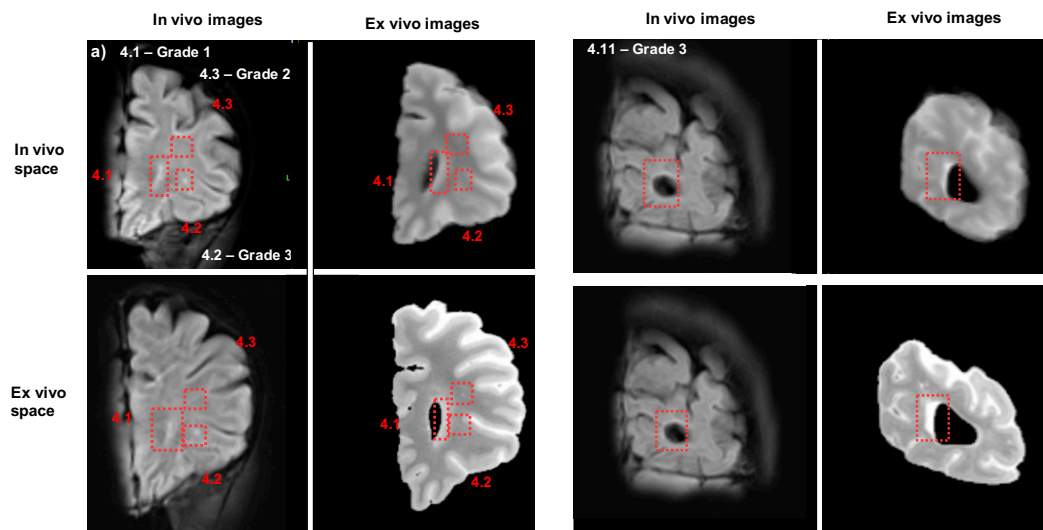 In vivo images
Ex vivo images
In vivo images
Ex vivo images
a)
4.1 – Grade 1
4.3 – Grade 2
4.3
4.1
4.2
4.2 – Grade 3
L
4.3
4.1
4.2
4.11 – Grade 3
In vivo
space
4.3
4.1
4.2
4.3
4.1
4.2
Ex vivo
space